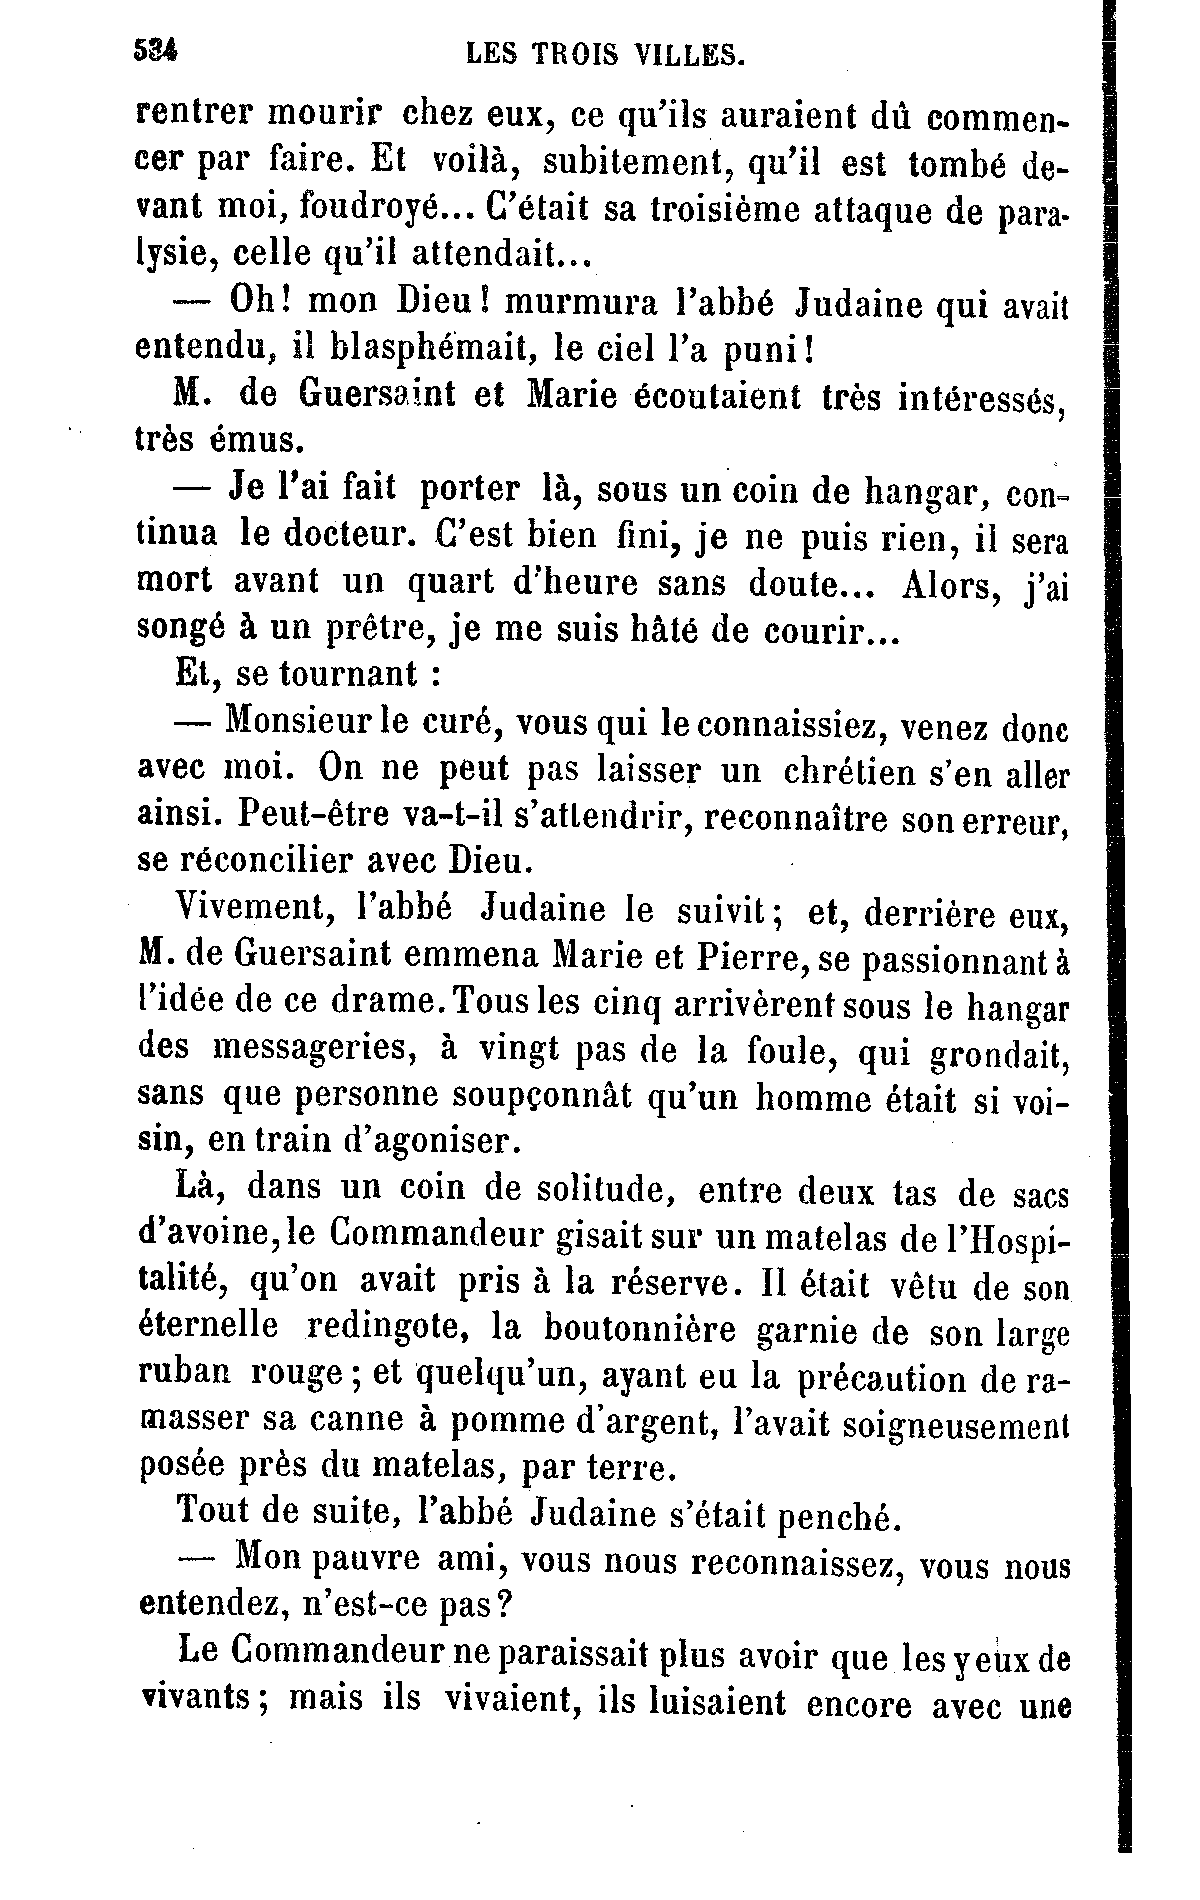 534
LES TROIS VILLES.
rentrer mourir chez eux, ce qu'ils auraient dû commen-
cer par faire. Et voilà, subitement, qu'il est tombé de-
vant moi, foudroyé... C'était sa troisième attaque de para-
lysie, celle qu'il attendait...
— Oh! mon Dieu! murmura l'abbé Judaine qui avait
entendu, il blasphémait, le ciel l'a puni!
M. de Guersaint et Marie écoutaient très intéressés,
très émus.
— Je l'ai fait porter là, sous un coin de hangar, con-
tinua le docteur. C'est bien fini, je ne puis rien, il sera
mort avant un quart d'heure sans doute... Alors, j'ai
songé à un prêtre, je me suis hâté de courir...
Et, se tournant :
— Monsieur le curé, vous qui le connaissiez, venez donc
avec moi. On ne peut pas laisser un chrétien s'en aller
ainsi. Peut-être va-t-il s'attendrir, reconnaître son erreur,
se réconcilier avec Dieu.
Vivement, l'abbé Judaine le suivit; et, derrière eux,
M. de Guersaint emmena Marie et Pierre, se passionnant à
l'idée de ce drame. Tous les cinq arrivèrent sous le hangar
des messageries, à vingt pas de la foule, qui grondait,
sans que personne soupçonnât qu'un homme était si voi-
sin, en train d'agoniser.
Là, dans un coin de solitude, entre deux tas de sacs
d'avoine, le Commandeur gisait sur un matelas de l'Hospi-
talité, qu'on avait pris à la réserve. Il était vêtu de son
éternelle redingote, la boutonnière garnie de son large
ruban rouge; et quelqu'un, ayant eu la précaution de ra-
masser sa canne à pomme d'argent, l'avait soigneusement
posée près du matelas, par terre.
Tout de suite, l'abbé Judaine s'était penché.
— Mon pauvre ami, vous nous reconnaissez, vous nous
entendez, n'est-ce pas?
Le Commandeur ne paraissait plus avoir que les yeux de
vivants; mais ils vivaient, ils luisaient encore avec une